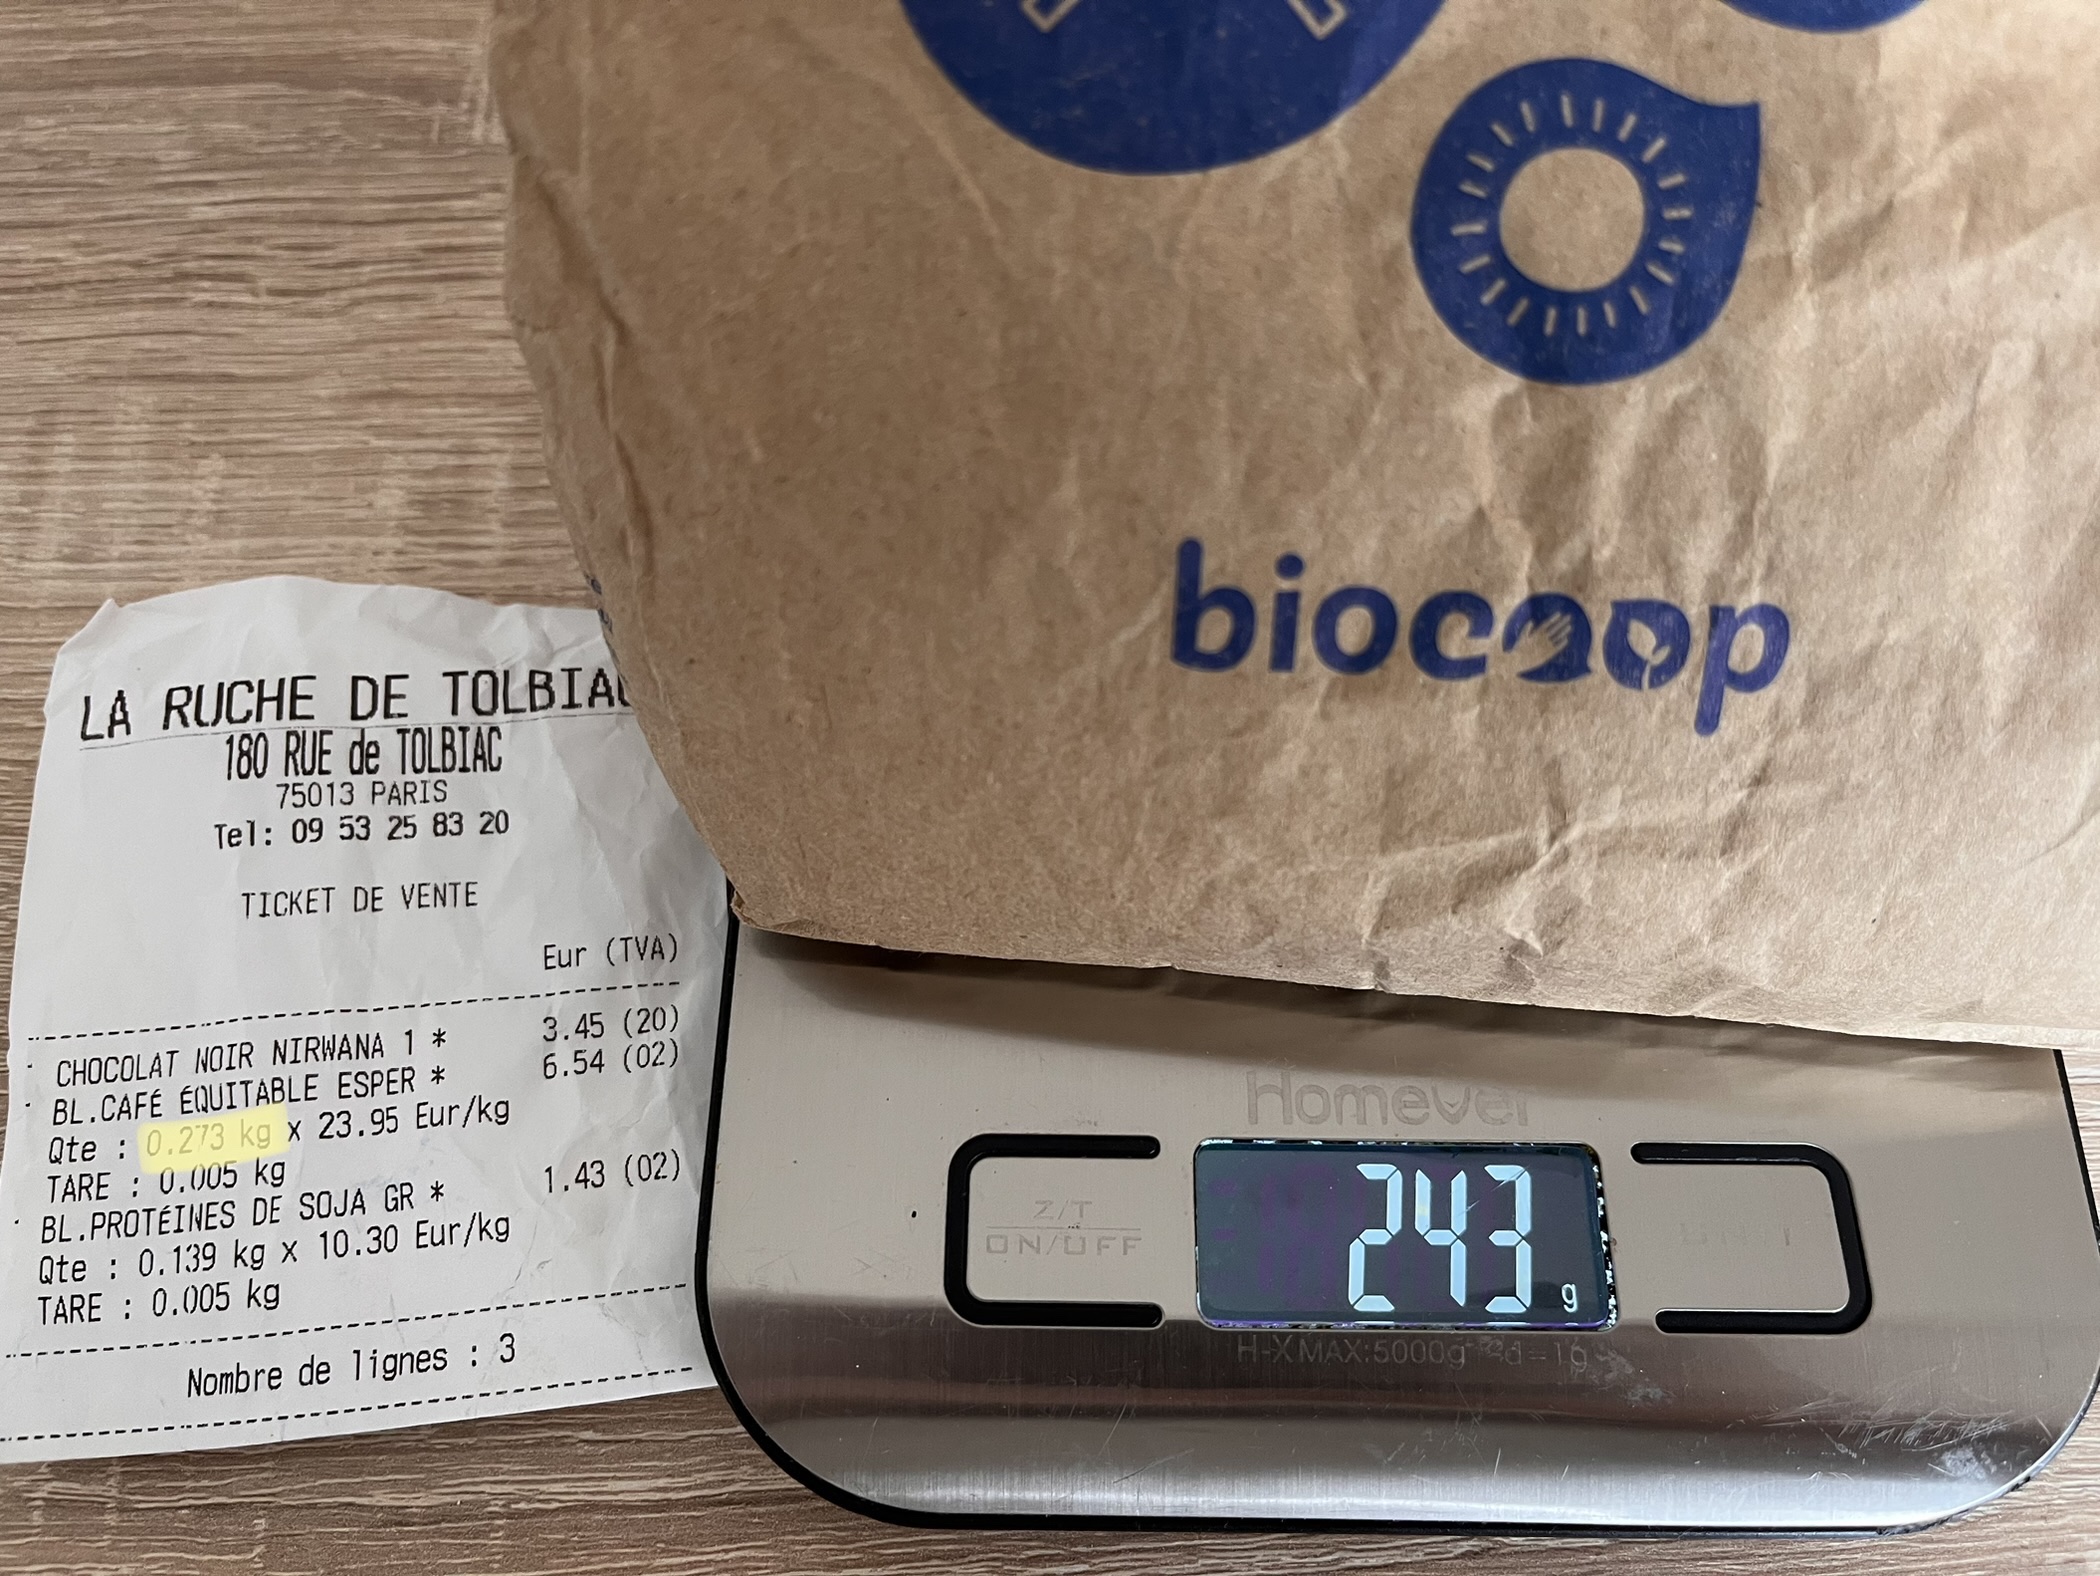 LA RUCHE DE TOLBIAC
180 RUE de TOLBIAC
75013 PARIS
Tel: 09 53 25 83 20
TICKET DE VENTE
Eur (TVA)
CHOCOLAT NOIR NIRWANA 1 * 3.45 (20)
BL.CAFÉ ÉQUITABLE ESPER * 6.54 (02)
Qte : 0.273 kg x 23.95 Eur/kg
TARE : 0.005 kg
BL.PROTÉINES DE SOJA GR * 1.43 (02)
Qte : 0.139 kg x 10.30 Eur/kg
TARE : 0.005 kg
Nombre de lignes : 3
biocoop
Homever
Z/T
ON/OFF
243 g
H-X MAX:5000g d=1g